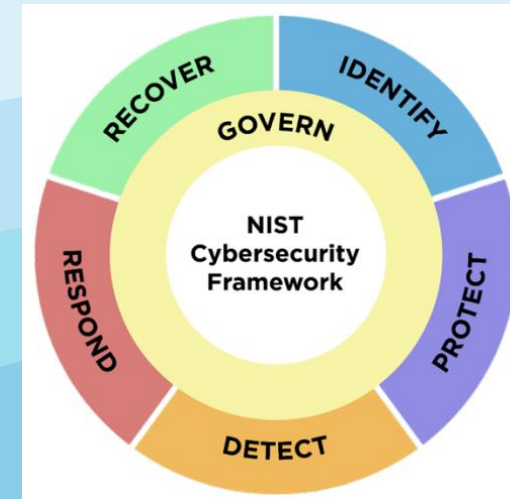 RECOVER
IDENTIFY
GOVERN
NIST
Cybersecurity
Framework
RESPOND
PROTECT
DETECT